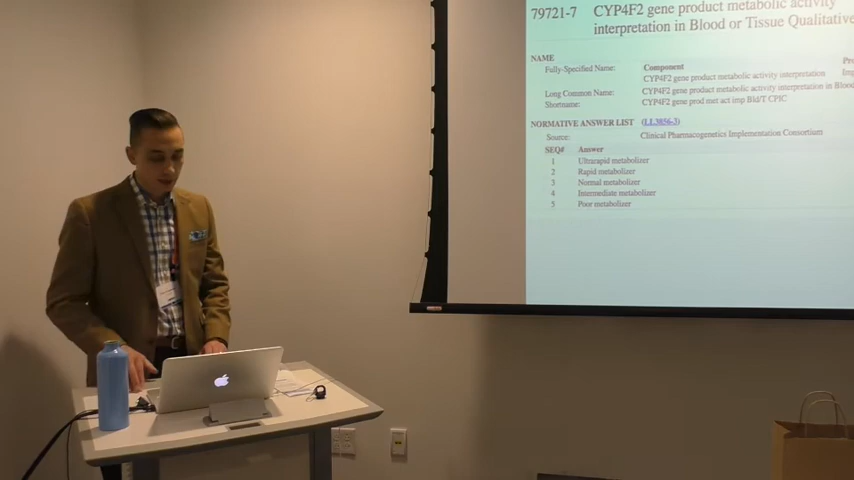 79721-7 CYP4F2 gene product metabolic activity
interpretation in Blood or Tissue Qualitative
NAME
Fully-Specified Name: Component
CYP4F2 gene product metabolic activity interpretation
Long Common Name: CYP4F2 gene product metabolic activity interpretation in Blood
Shortname: CYP4F2 gene prod met act imp Bld/T CPIC
NORMATIVE ANSWER LIST (LL3856-3)
Source: Clinical Pharmacogenetics Implementation Consortium
SEQ# Answer
1 Ultrarapid metabolizer
2 Rapid metabolizer
3 Normal metabolizer
4 Intermediate metabolizer
5 Poor metabolizer